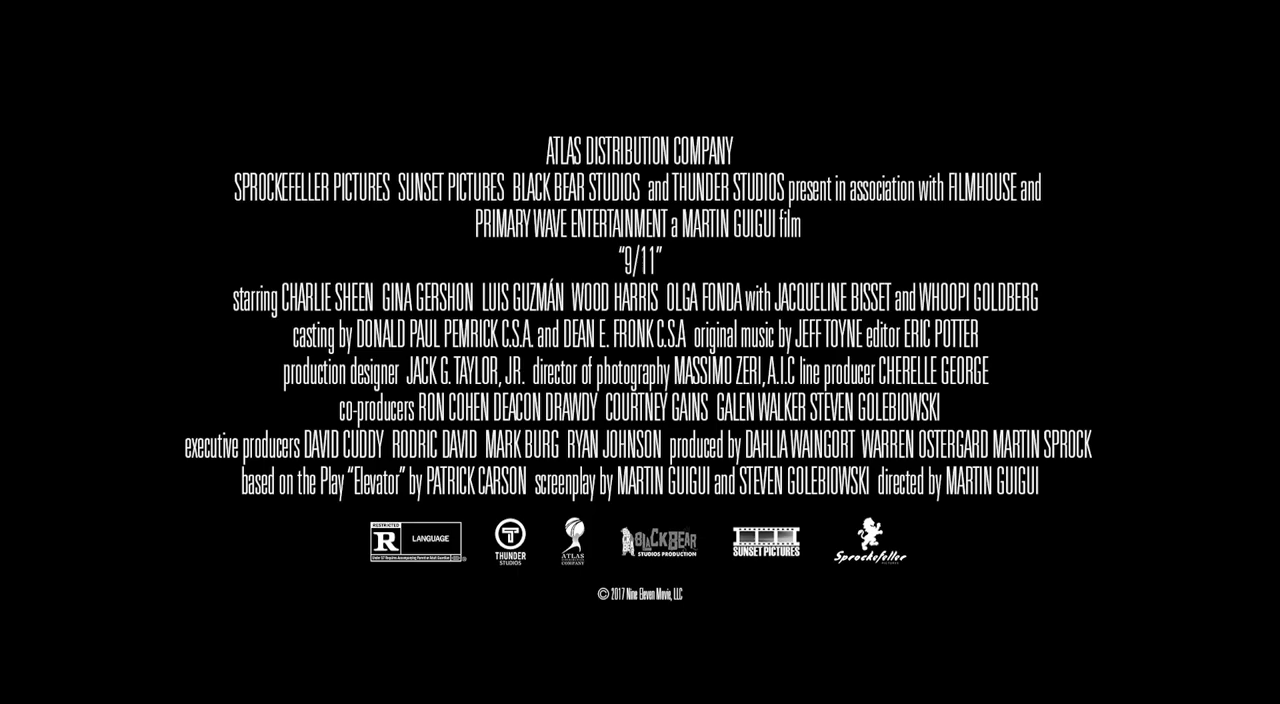 ATLAS DISTRIBUTION COMPANY
SPROCKEFELLER PICTURES SUNSET PICTURES BLACK BEAR STUDIOS and THUNDER STUDIOS present in association with FILMHOUSE and
PRIMARY WAVE ENTERTAINMENT a MARTIN GUIGUI film
“9/11”
starring CHARLIE SHEEN GINA GERSHON LUIS GUZMÁN WOOD HARRIS OLGA FONDA with JACQUELINE BISSET and WHOOPI GOLDBERG
casting by DONALD PAUL PEMRICK C.S.A. and DEAN E. FRONK C.S.A original music by JEFF TOYNE editor ERIC POTTER
production designer JACK G. TAYLOR, JR. director of photography MASSIMO ZERI, A.I.C line producer CHERELLE GEORGE
co-producers RON COHEN DEACON DRAWDY COURTNEY GAINS GALEN WALKER STEVEN GOLEBIOWSKI
executive producers DAVID CUDDY RODRIC DAVID MARK BURG RYAN JOHNSON produced by DAHLIA WAINGORT WARREN OSTERGARD MARTIN SPROCK
based on the Play “Elevator” by PATRICK CARSON screenplay by MARTIN GUIGUI and STEVEN GOLEBIOWSKI directed by MARTIN GUIGUI
RESTRICTED
R LANGUAGE
THUNDER
STUDIOS
ATLAS
COMPANY
BLACKBEAR
STUDIOS PRODUCTION
SUNSET PICTURES
Sprockefeller
© 2017 Nine Eleven Movie, LLC